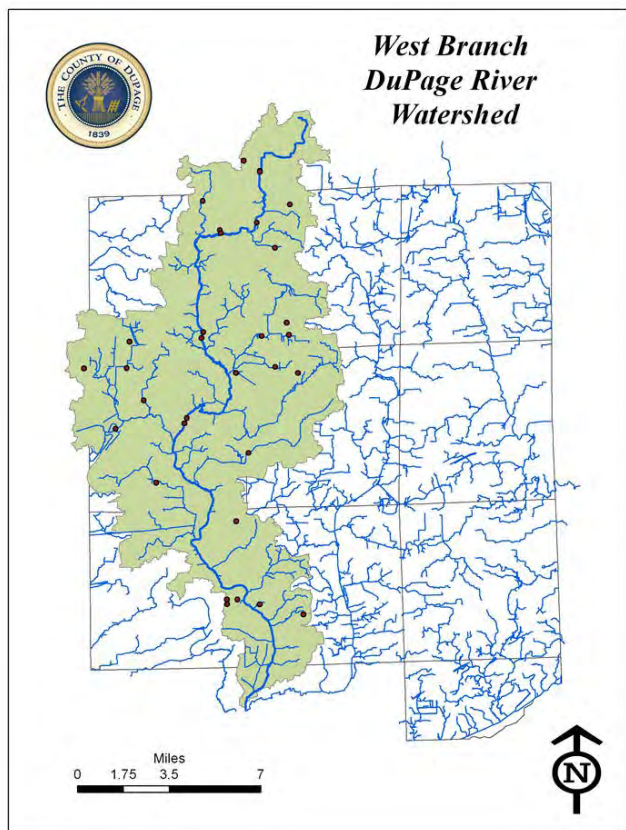 THE COUNTY OF DUPAGE
1839
West Branch
DuPage River
Watershed
Miles
0 1.75 3.5 7
N